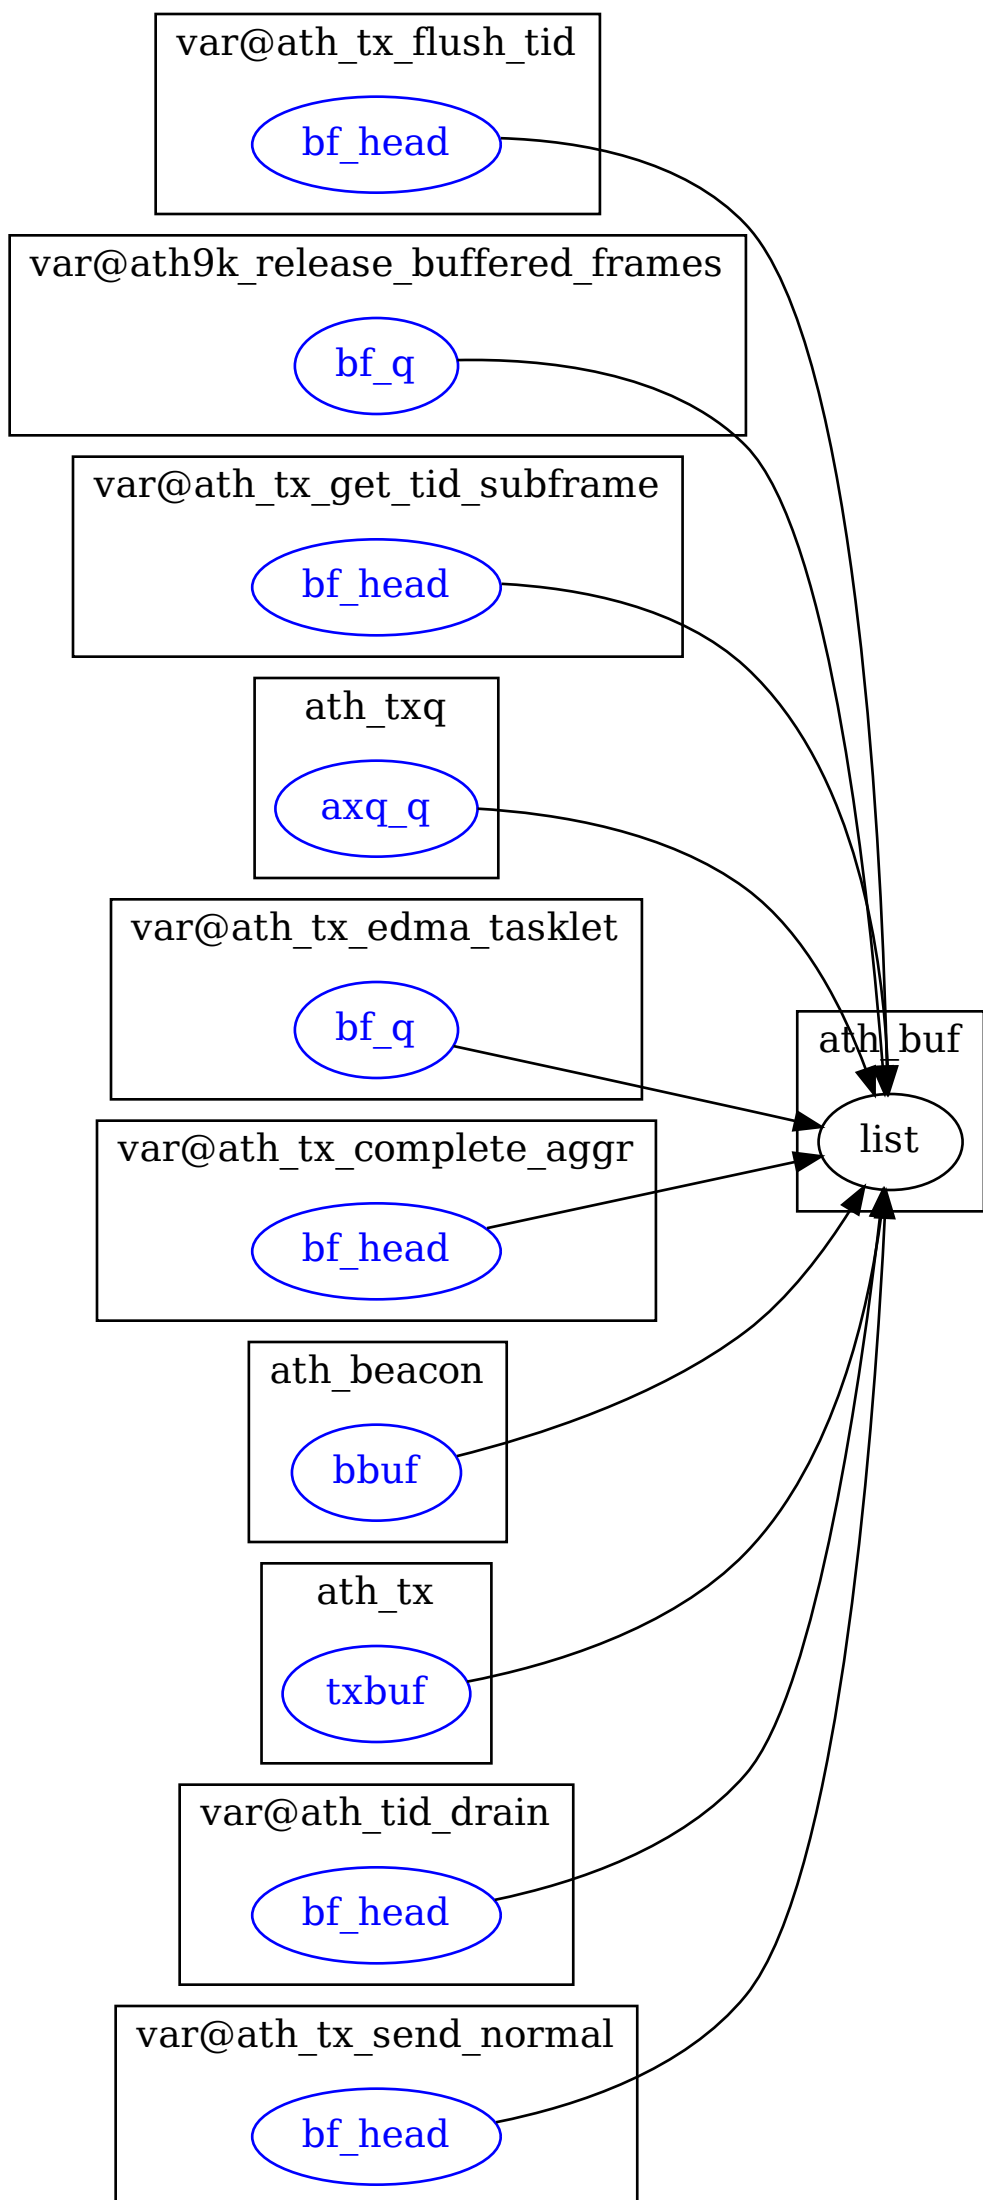 var@ath_tx_flush_tid
bf_head
var@ath9k_release_buffered_frames
bf_q
var@ath_tx_get_tid_subframe
bf_head
ath_txq
axq_q
var@ath_tx_edma_tasklet
bf_q
ath_buf
list
var@ath_tx_complete_aggr
bf_head
ath_beacon
bbuf
ath_tx
txbuf
var@ath_tid_drain
bf_head
var@ath_tx_send_normal
bf_head